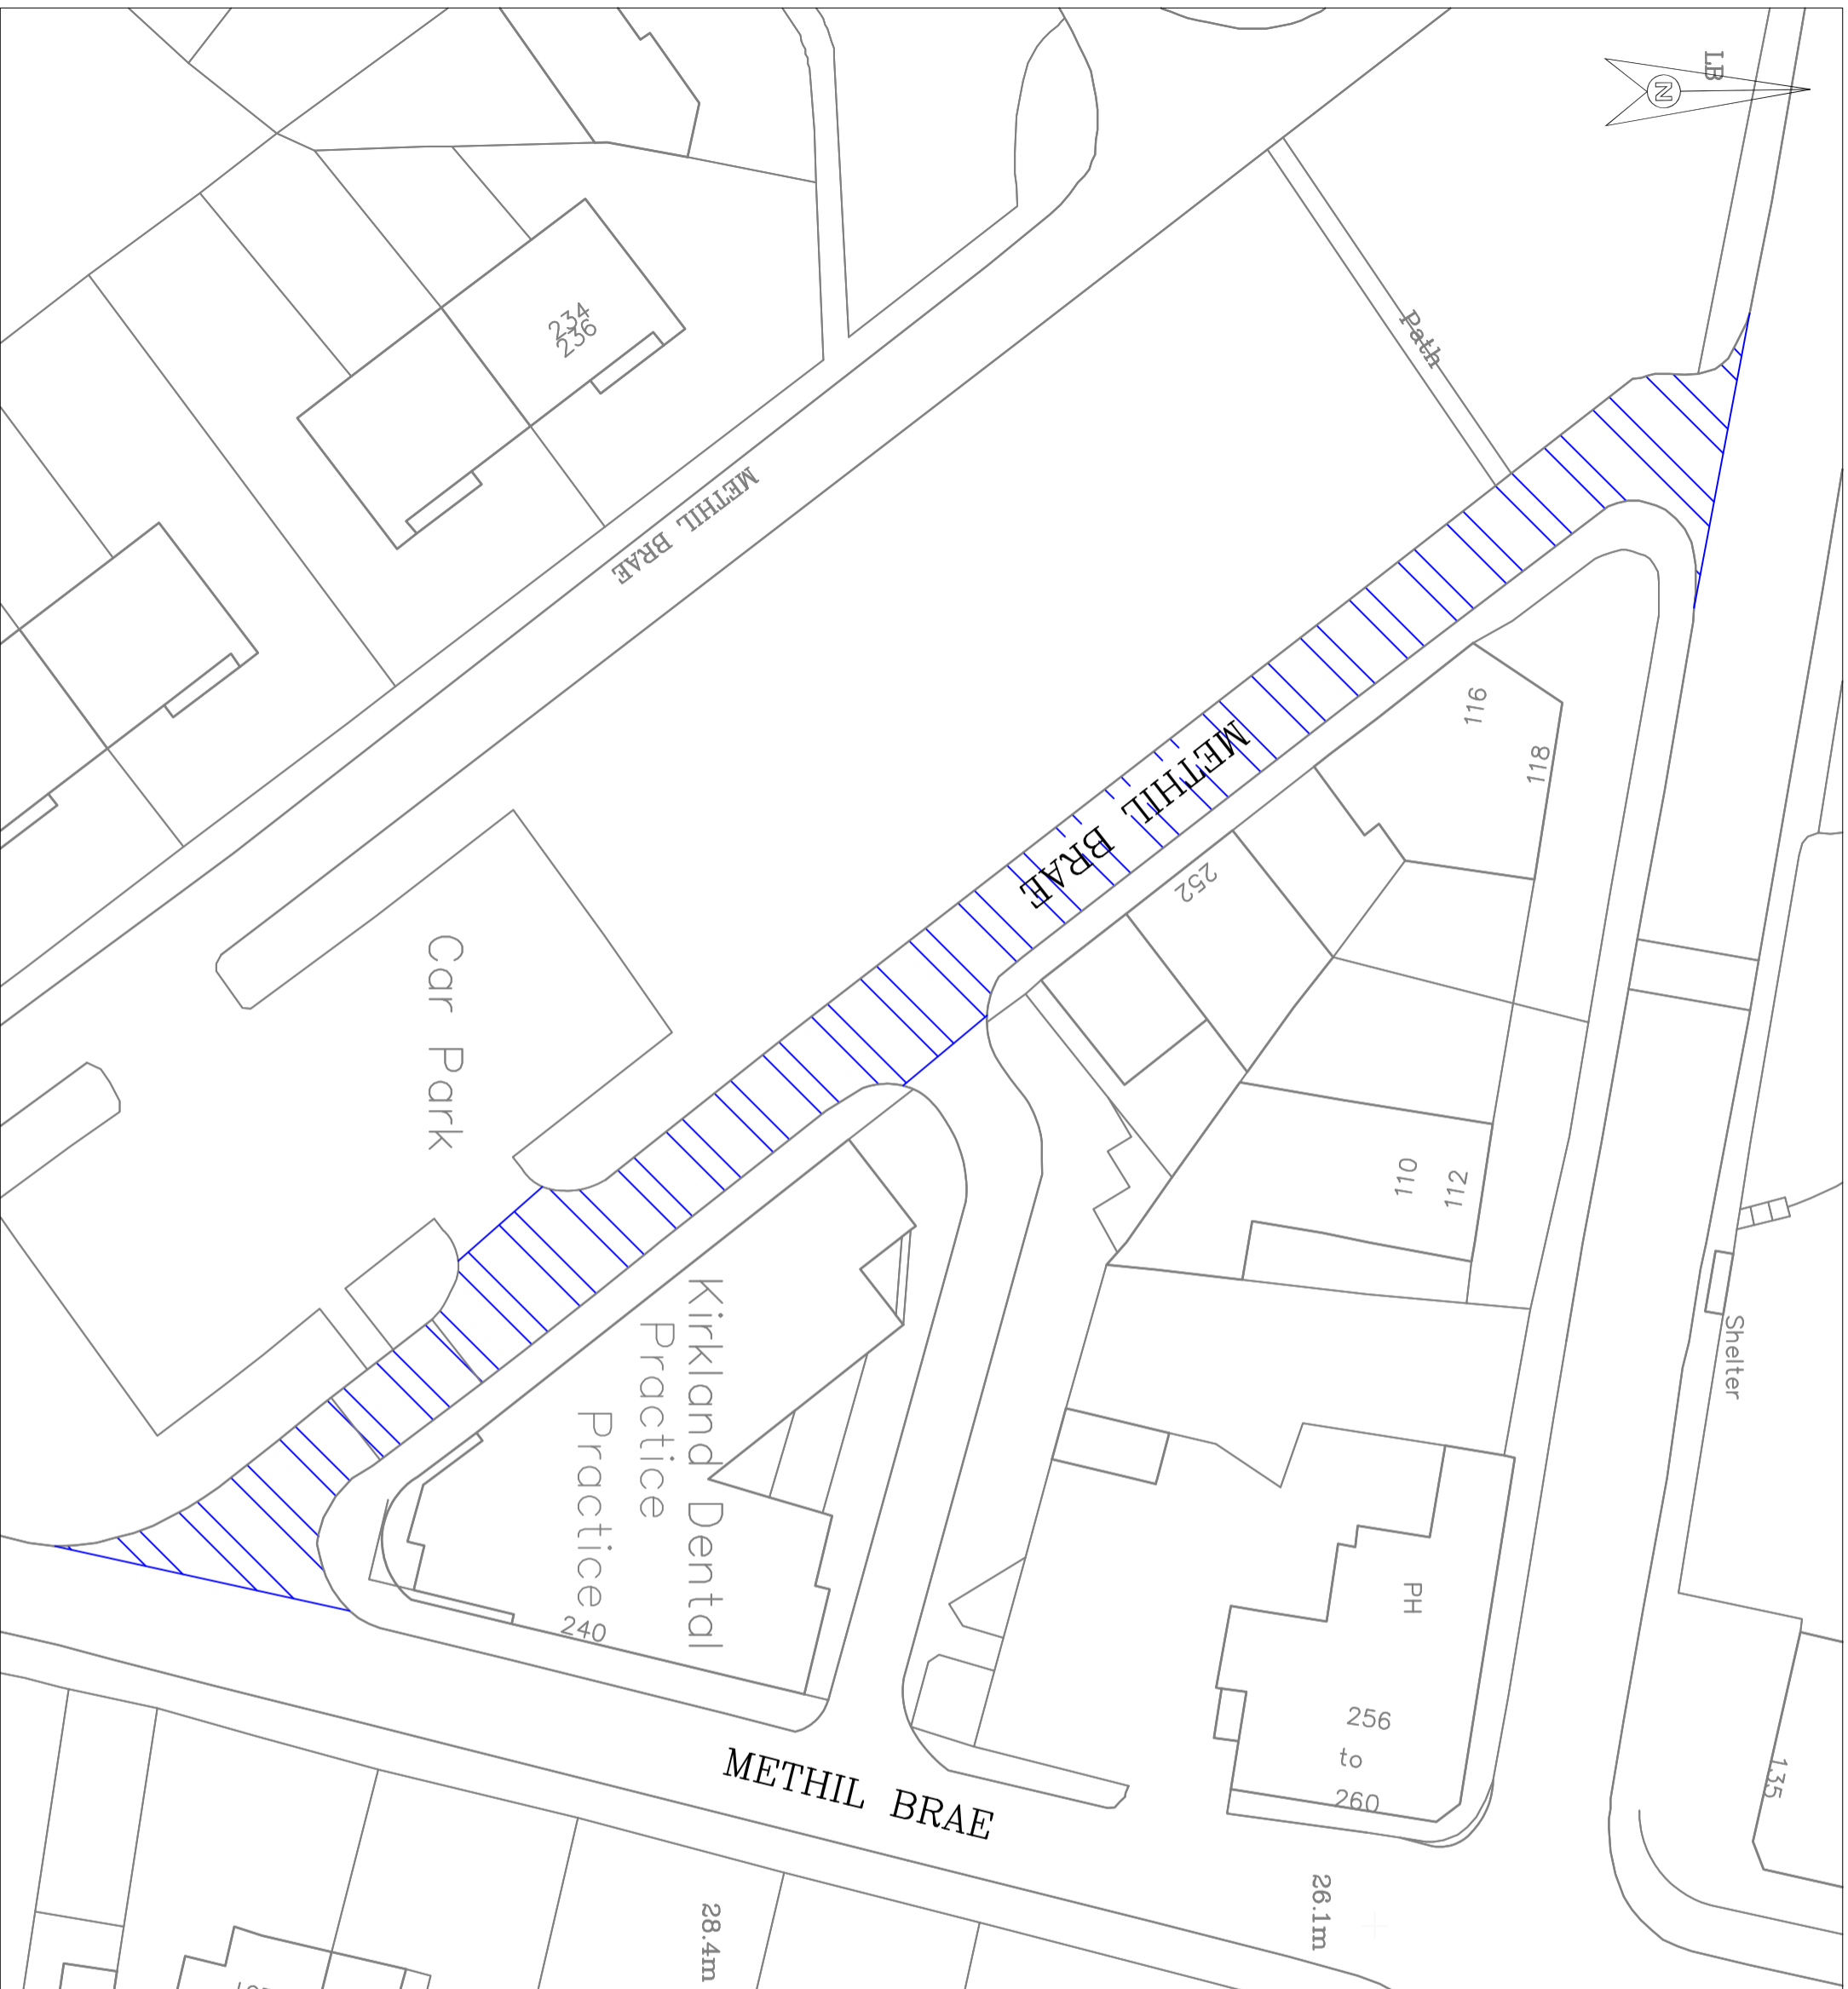 LB
N
234
236
Path
METHIL BRAE
119
118
METHIL BRAE
252
Car Park
110
112
Kirkland Dental
Practice
Practice
Shelter
PH
240
256
to
260
135
METHIL BRAE
26.1m
28.4m